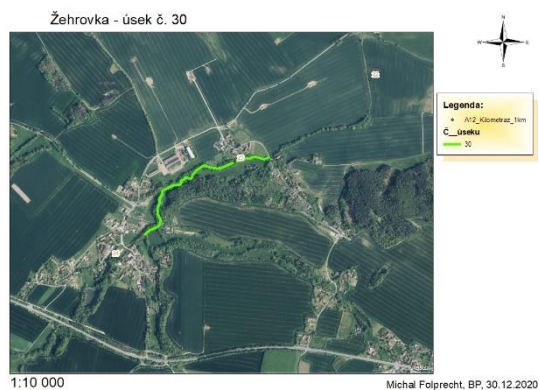 Žehrovka - úsek č. 30
N
W
E
S
Legenda:
A12_Kilometraz_1km
Č__úseku
30
1:10 000
Michal Folprecht, BP, 30.12.2020